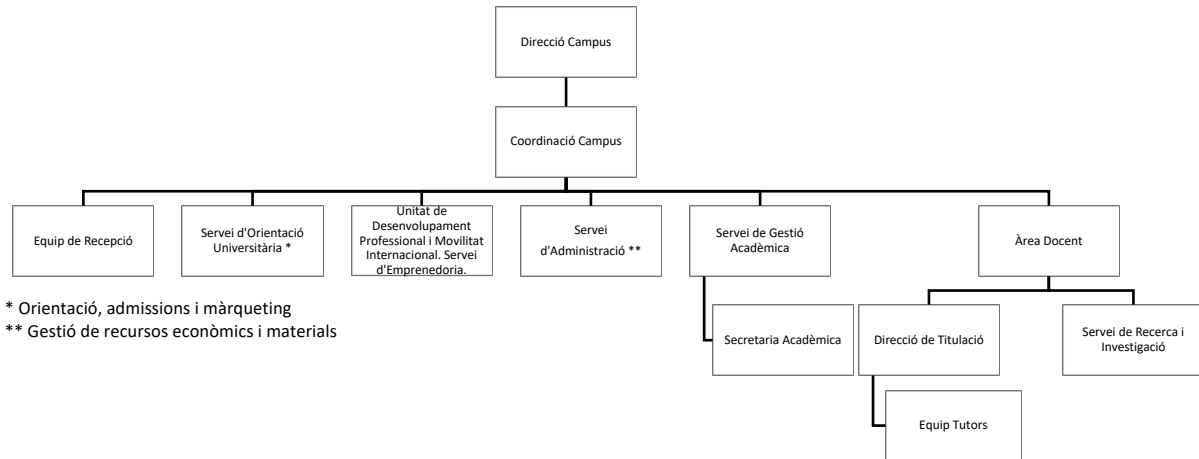 Direcció Campus
Coordinació Campus
Equip de Recepció
Servei d'Orientació
Universitària *
Unitat de
Desenvolupament
Professional i Movilitat
Internacional. Servei
d'Emprenedoria.
Servei
d'Administració **
Servei de Gestió
Acadèmica
Àrea Docent
* Orientació, admissions i màrqueting
** Gestió de recursos econòmics i materials
Secretaria Acadèmica
Direcció de Titulació
Servei de Recerca i
Investigació
Equip Tutors